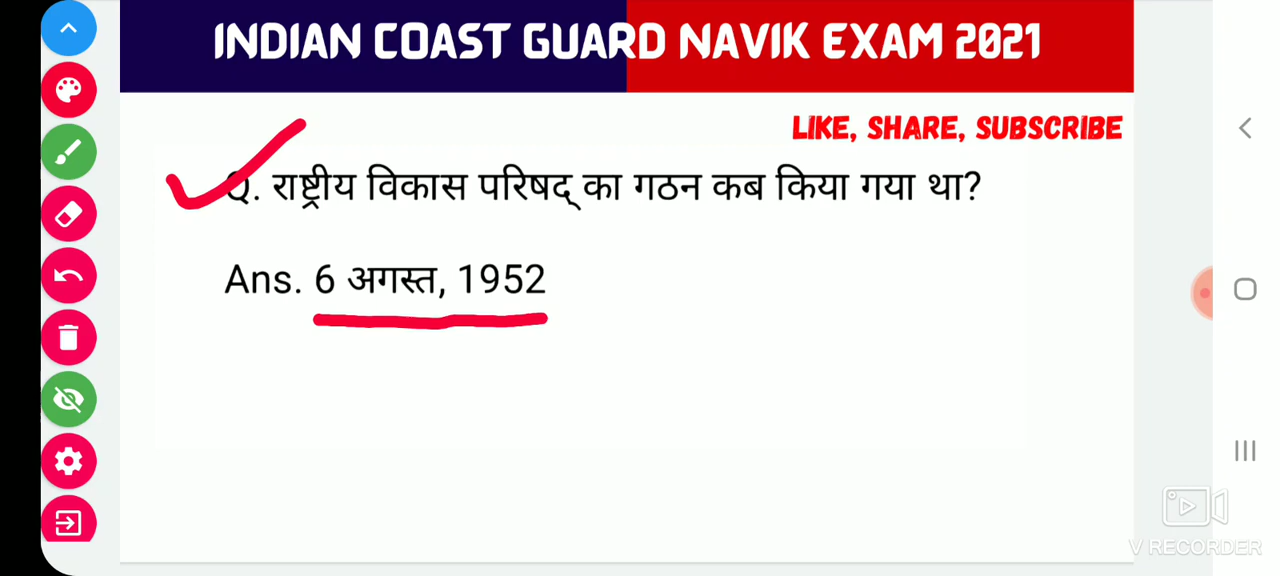 INDIAN COAST GUARD NAVIK EXAM 2021
LIKE, SHARE, SUBSCRIBE
Q. राष्ट्रीय विकास परिषद् का गठन कब किया गया था?
Ans. 6 अगस्त, 1952
V RECORDER